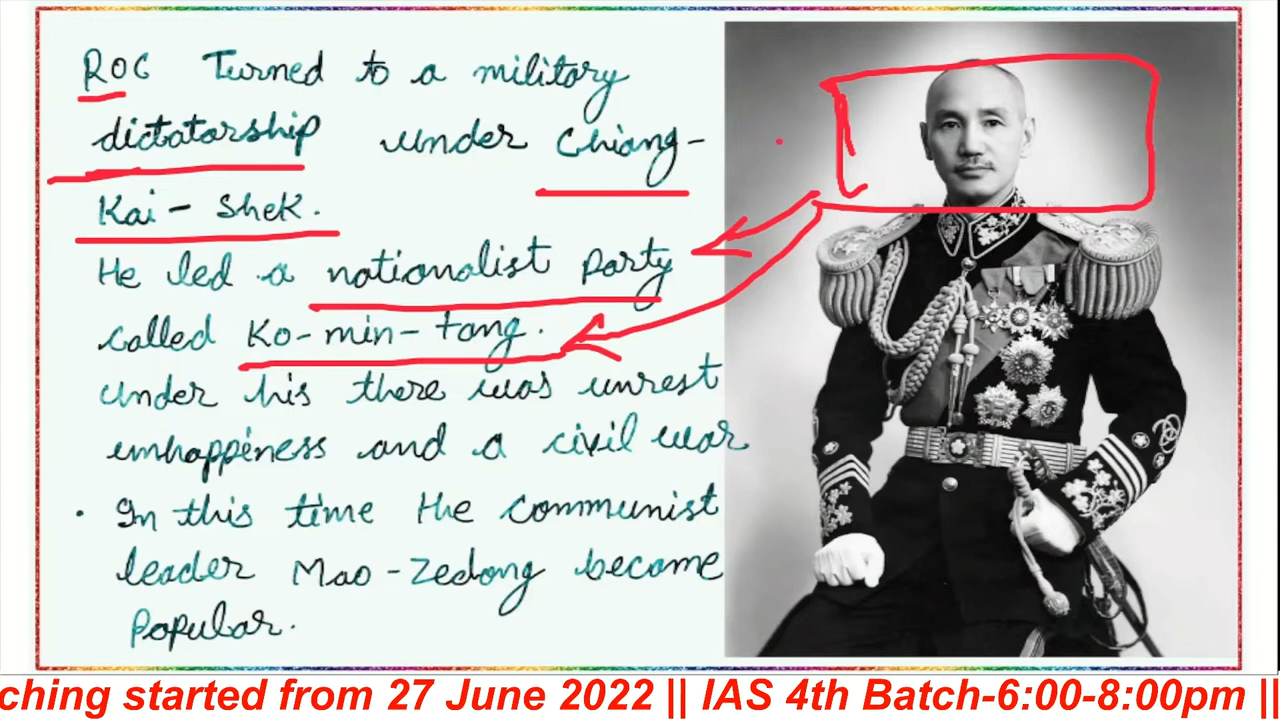 ROC Turned to a military
dictatorship under Chiang-
Kai - Shek.
He led a nationalist party
called Ko-min-tang.
under his there was unrest
unhappiness and a civil war
• In this time the communist
leader Mao-Zedong became
Popular.
ching started from 27 June 2022 || IAS 4th Batch-6:00-8:00pm ||